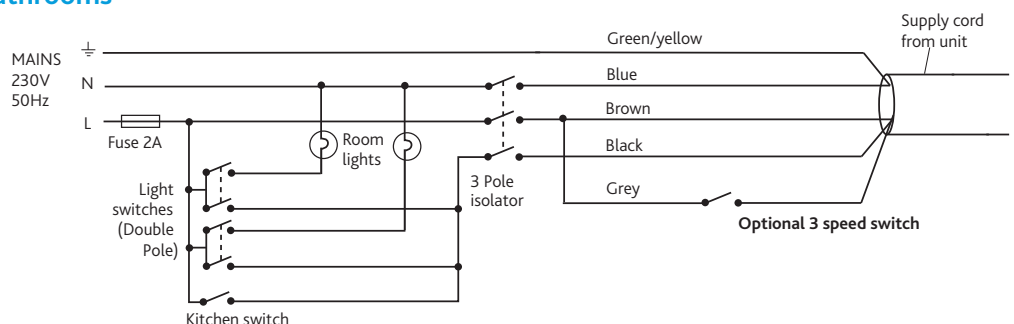 MAINS
230V
50Hz
N
L
Fuse 2A
Green/yellow
Blue
Brown
Black
Grey
Supply cord
from unit
Room
lights
3 Pole
isolator
Optional 3 speed switch
Light
switches
(Double
Pole)
Kitchen switch